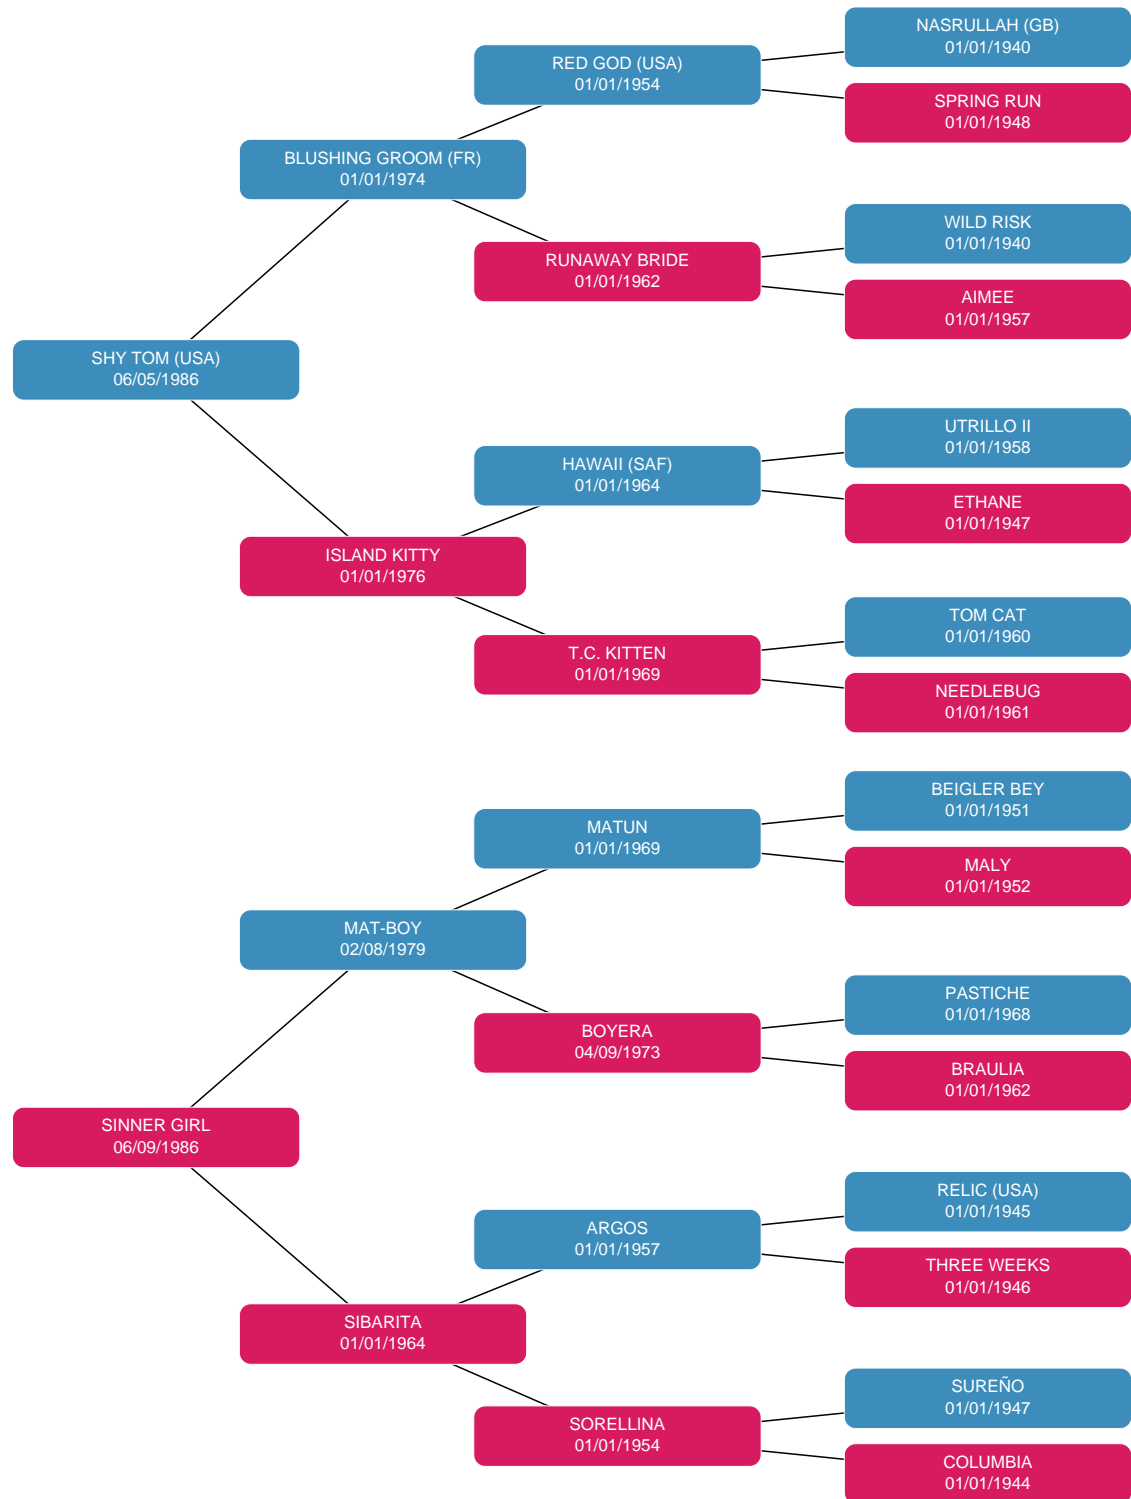 NASRULLAH (GB)
01/01/1940
RED GOD (USA)
01/01/1954
SPRING RUN
01/01/1948
BLUSHING GROOM (FR)
01/01/1974
WILD RISK
01/01/1940
RUNAWAY BRIDE
01/01/1962
AIMEE
01/01/1957
SHY TOM (USA)
06/05/1986
UTRILLO II
01/01/1958
HAWAII (SAF)
01/01/1964
ETHANE
01/01/1947
ISLAND KITTY
01/01/1976
TOM CAT
01/01/1960
T.C. KITTEN
01/01/1969
NEEDLEBUG
01/01/1961
BEIGLER BEY
01/01/1951
MATUN
01/01/1969
MALY
01/01/1952
MAT-BOY
02/08/1979
PASTICHE
01/01/1968
BOYERA
04/09/1973
BRAULIA
01/01/1962
SINNER GIRL
06/09/1986
RELIC (USA)
01/01/1945
ARGOS
01/01/1957
THREE WEEKS
01/01/1946
SIBARITA
01/01/1964
SUREÑO
01/01/1947
SORELLINA
01/01/1954
COLUMBIA
01/01/1944